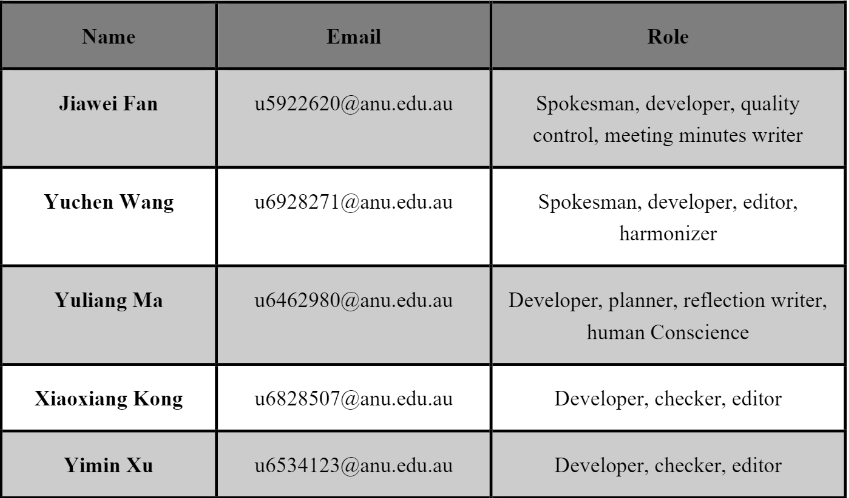 Name Email Role
Jiawei Fan u5922620@anu.edu.au Spokesman, developer, quality
control, meeting minutes writer
Yuchen Wang u6928271@anu.edu.au Spokesman, developer, editor,
harmonizer
Yuliang Ma u6462980@anu.edu.au Developer, planner, reflection writer,
human Conscience
Xiaoxiang Kong u6828507@anu.edu.au Developer, checker, editor
Yimin Xu u6534123@anu.edu.au Developer, checker, editor